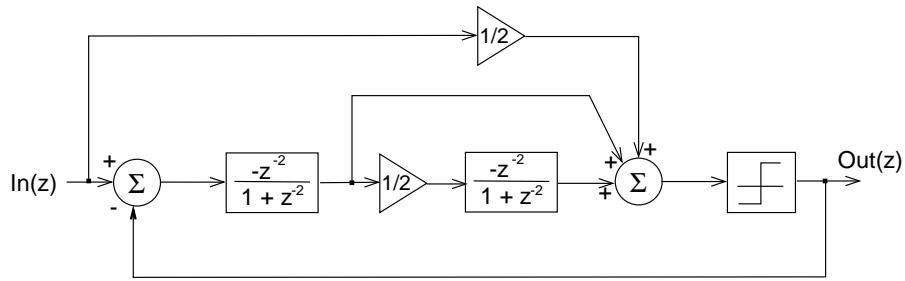 1/2
In(z)
+
-
Σ
-z^-2
1 + z^-2
1/2
-z^-2
1 + z^-2
+
+
+
Σ
Out(z)